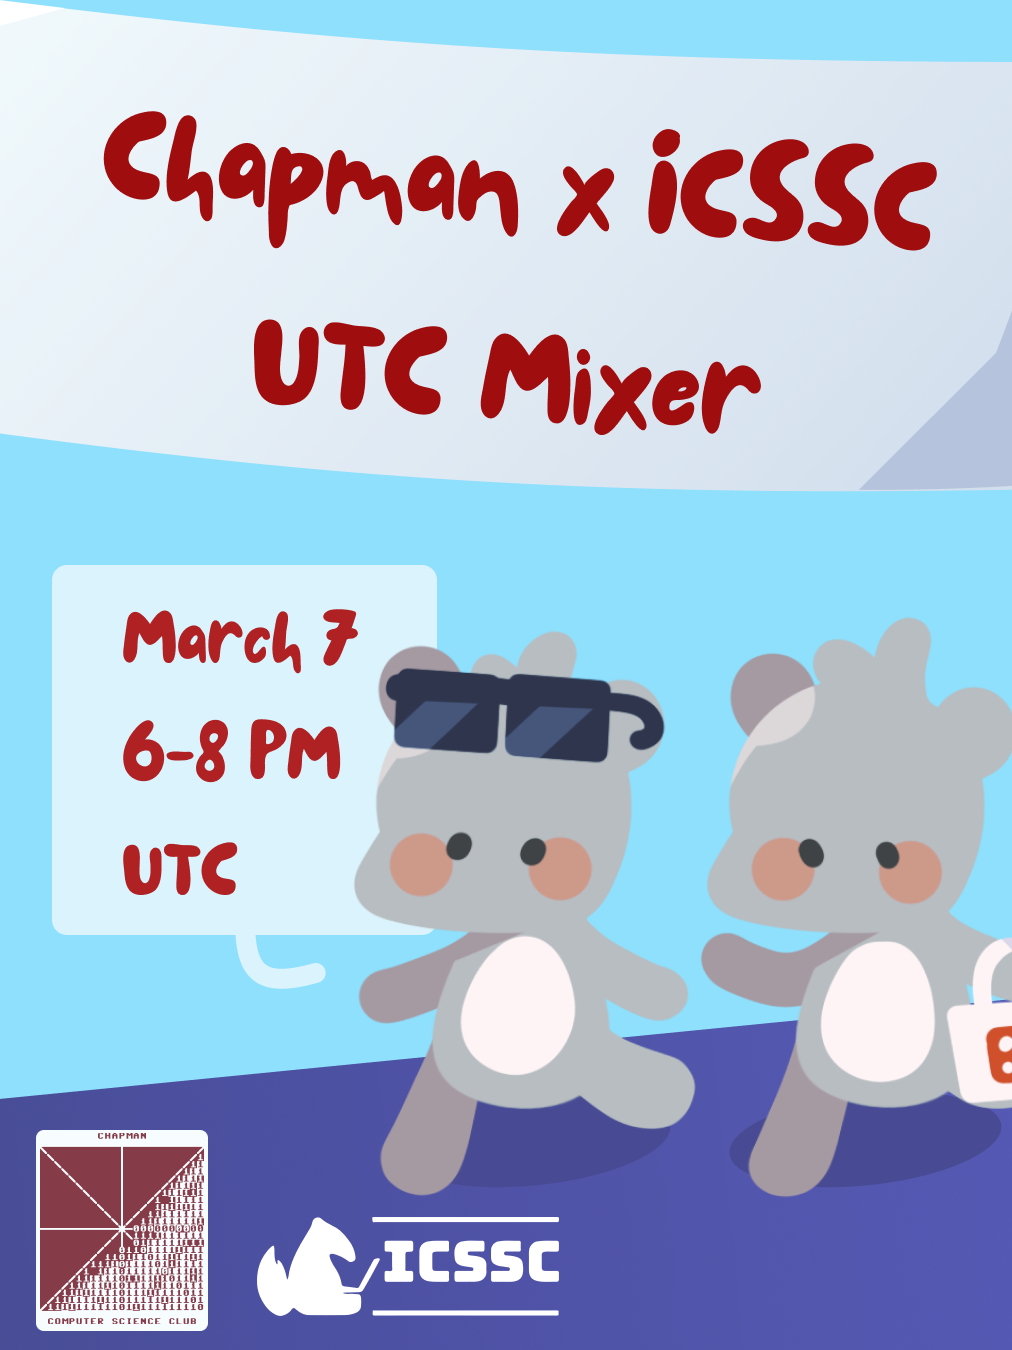 Chapman x iCSSC
UTC Mixer
March 7
6-8 PM
UTC
CHAPMAN
COMPUTER SCIENCE CLUB
ICSSC